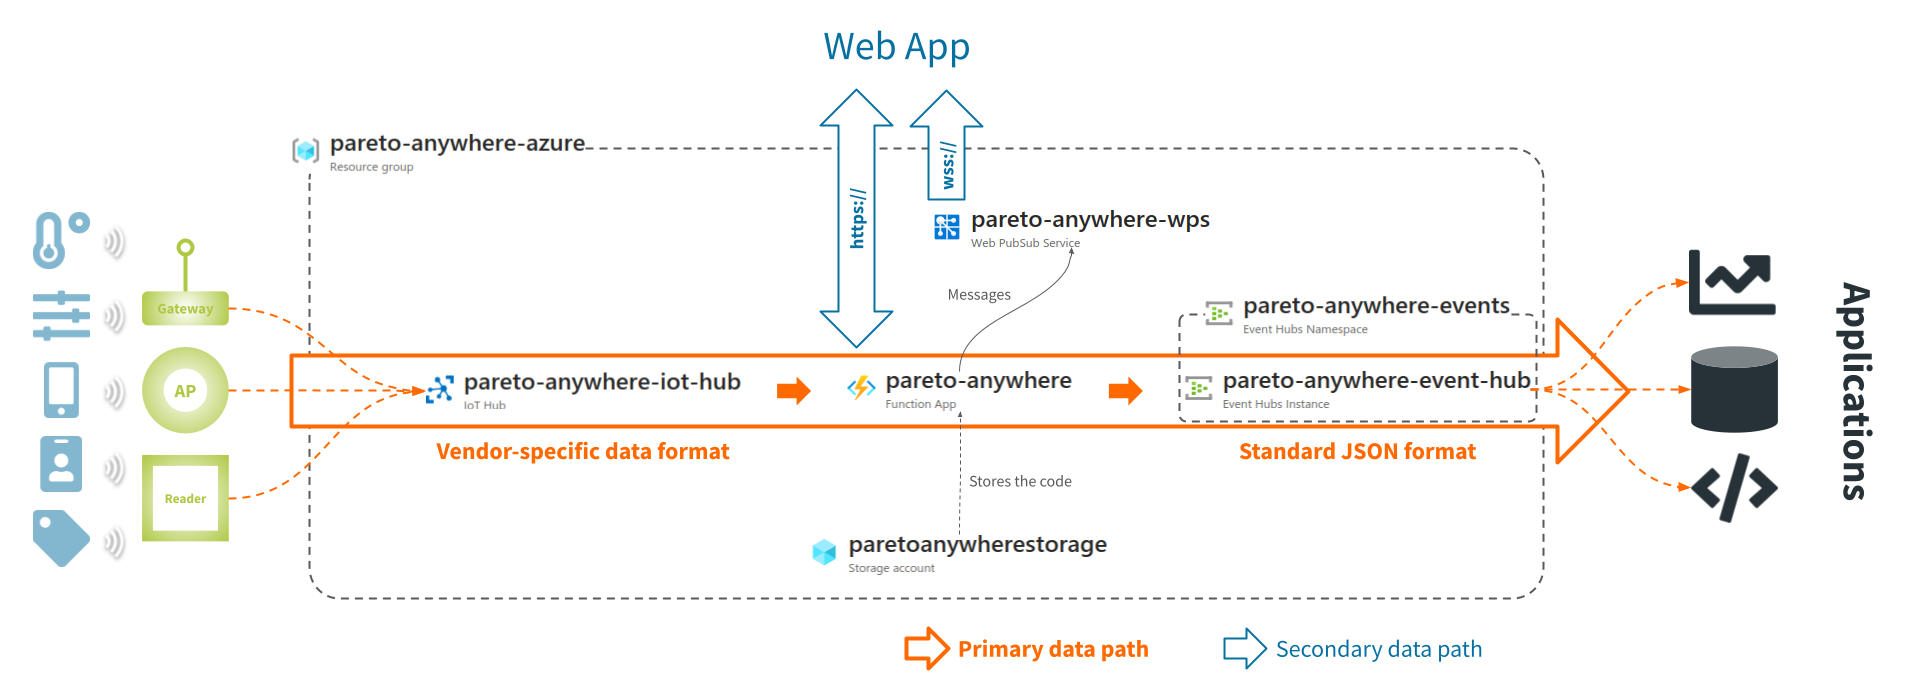 Web App
pareto-anywhere-azure
Resource group
https://
wss://
pareto-anywhere-wps
Web PubSub Service
Messages
Gateway
AP
Reader
pareto-anywhere-events
Event Hubs Namespace
pareto-anywhere-iot-hub
IoT Hub
pareto-anywhere
Function App
pareto-anywhere-event-hub
Event Hubs Instance
Vendor-specific data format
Standard JSON format
Stores the code
paretoanywherestorage
Storage account
Applications
Primary data path
Secondary data path